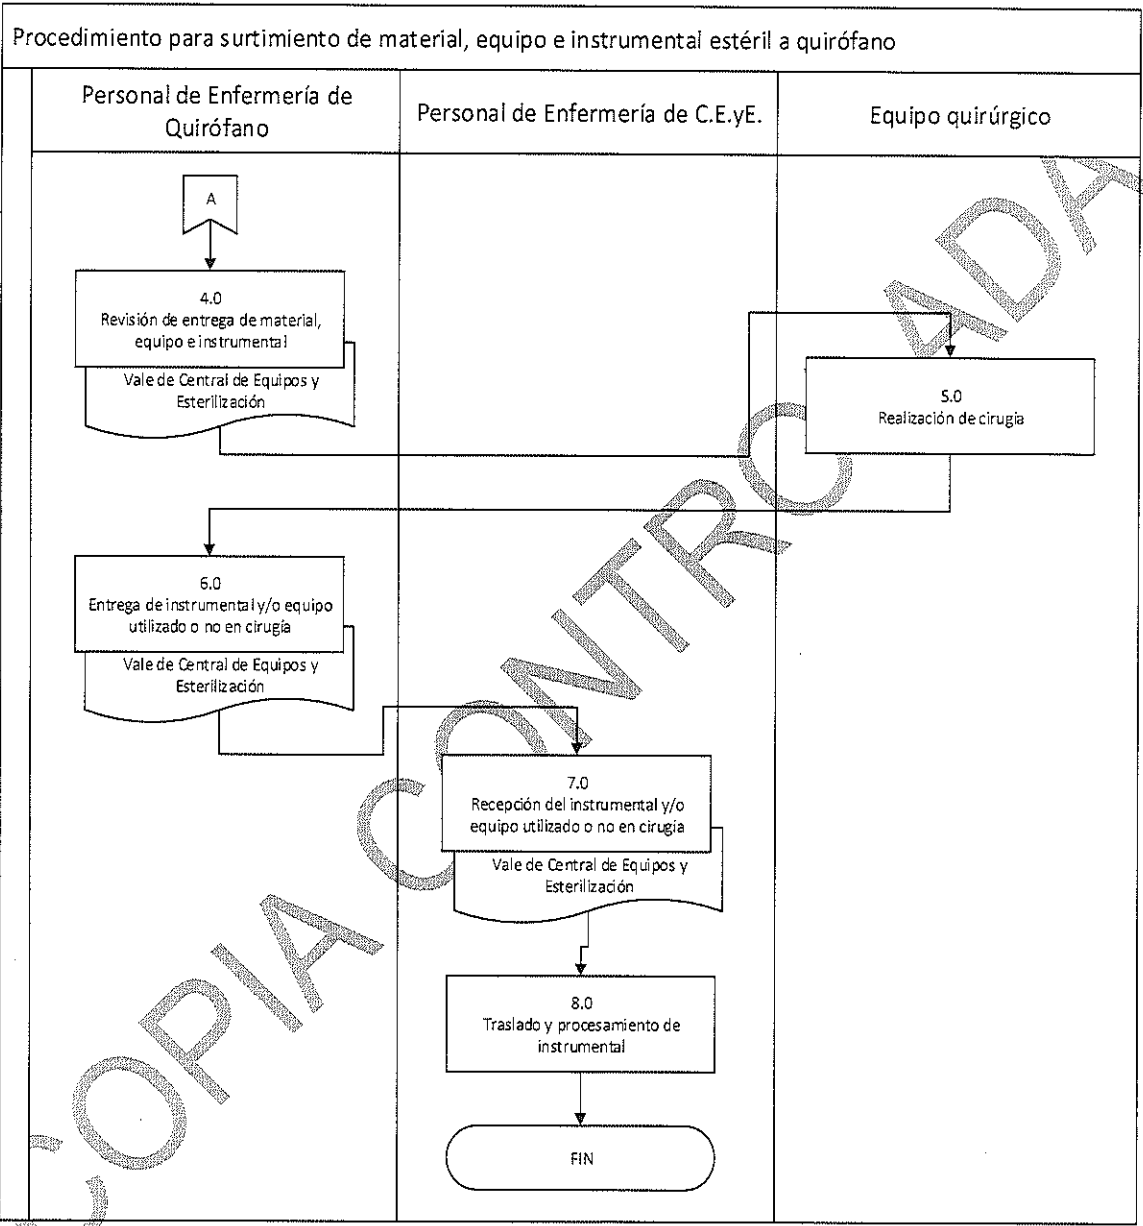 Procedimiento para surtimiento de material, equipo e instrumental estéril a quirófano
Personal de Enfermería de
Quirófano
Personal de Enfermería de C.E.yE.
Equipo quirúrgico
A
4.0
Revisión de entrega de material,
equipo e instrumental
Vale de Central de Equipos y
Esterilización
5.0
Realización de cirugía
6.0
Entrega de instrumental y/o equipo
utilizado o no en cirugía
Vale de Central de Equipos y
Esterilización
7.0
Recepción del instrumental y/o
equipo utilizado o no en cirugía
Vale de Central de Equipos y
Esterilización
8.0
Traslado y procesamiento de
instrumental
FIN
COPIA CONTROLADA